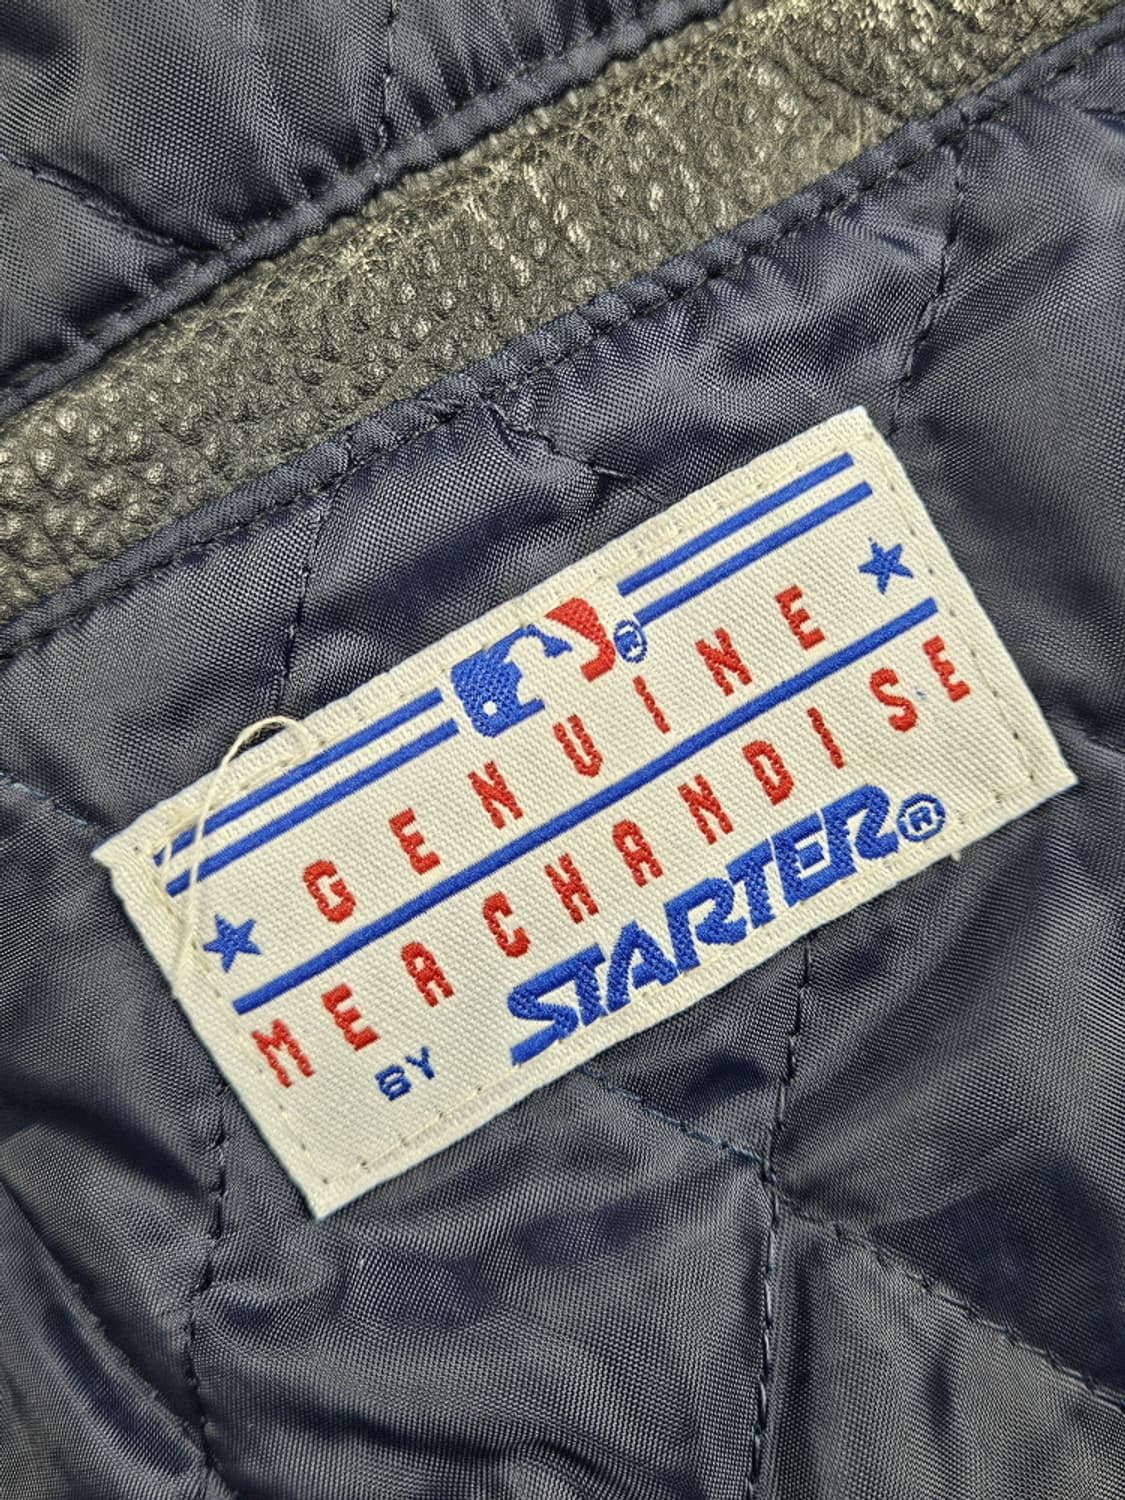 ®
GENUINE
MERCHANDISE
BY STARTER®